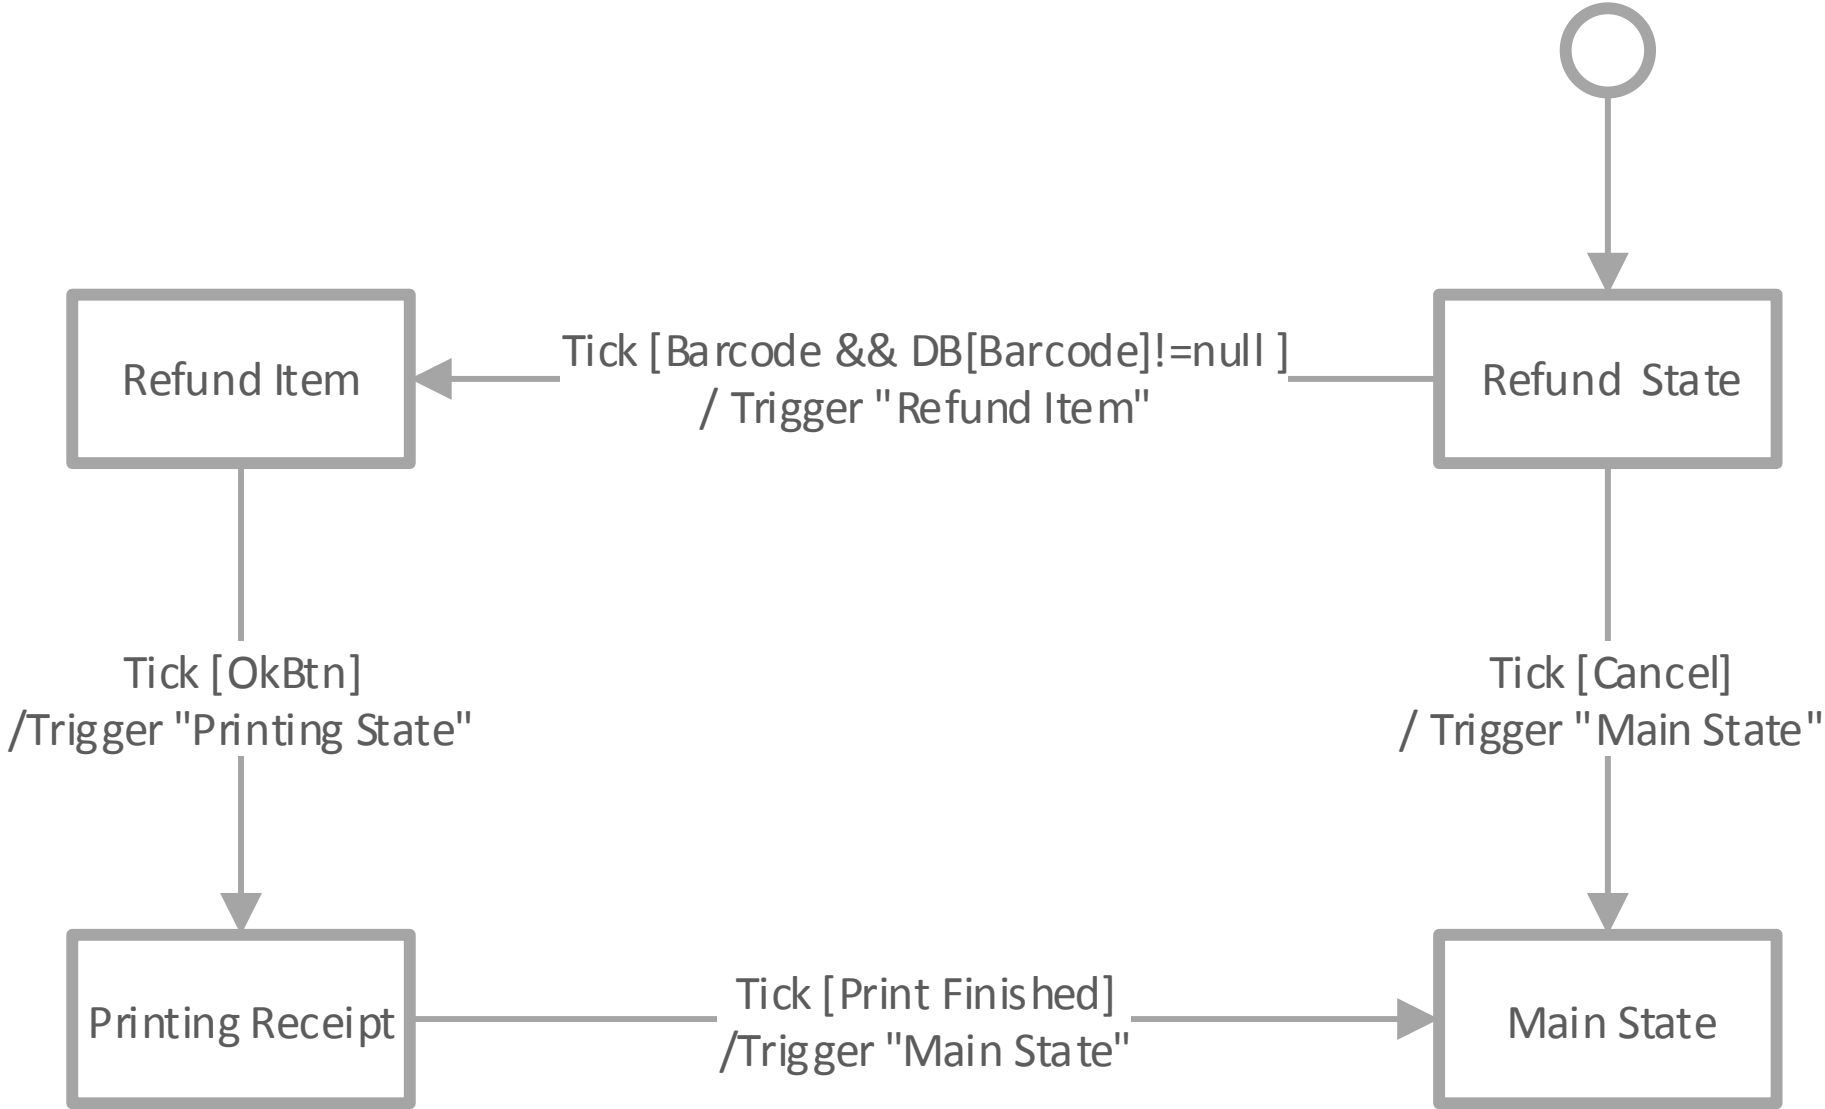 Refund Item
Tick [Barcode && DB[Barcode]!=null ]
/ Trigger "Refund Item"
Refund  State
Tick [OkBtn]
/Trigger "Printing State"
Tick [Cancel]
/ Trigger "Main State"
Printing Receipt
Tick [Print Finished]
/Trigger "Main State"
Main State